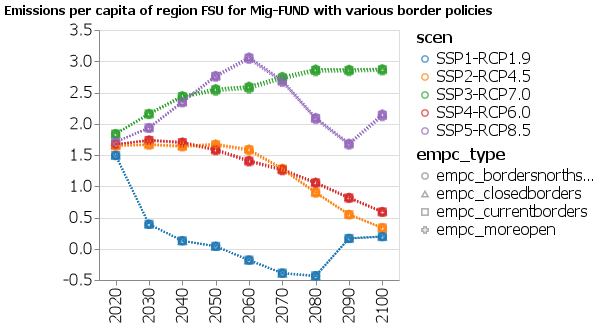 Emissions per capita of region FSU for Mig-FUND with various border policies
3.5
3.0
2.5
2.0
1.5
1.0
0.5
0.0
-0.5
2020
2030
2040
2050
2060
2070
2080
2090
2100
scen
SSP1-RCP1.9
SSP2-RCP4.5
SSP3-RCP7.0
SSP4-RCP6.0
SSP5-RCP8.5
empc_type
empc_bordersnorths...
empc_closedborders
empc_currentborders
empc_moreopen